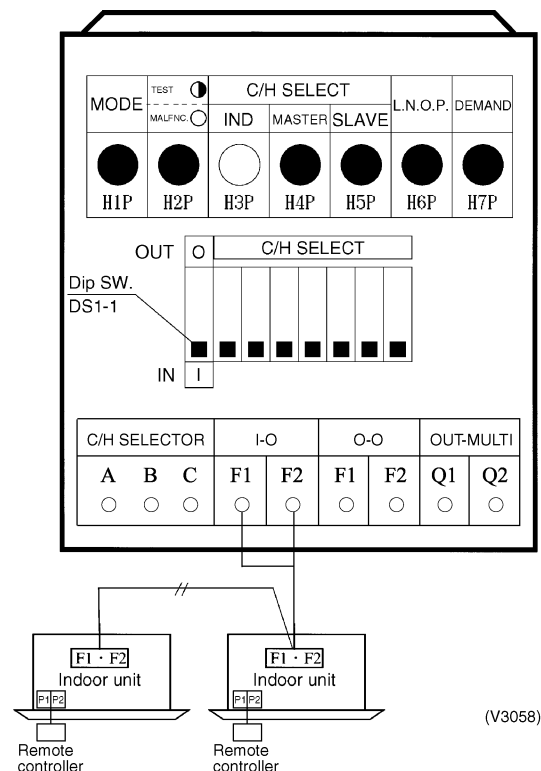 MODE TEST C/H SELECT L.N.O.P. DEMAND
MALFNC. IND MASTER SLAVE
H1P H2P H3P H4P H5P H6P H7P
OUT O C/H SELECT
Dip SW.
DS1-1
IN I
C/H SELECTOR I-O O-O OUT-MULTI
A B C F1 F2 F1 F2 Q1 Q2
F1 · F2 F1 · F2
Indoor unit Indoor unit
P1 P2 P1 P2
(V3058)
Remote Remote
controller controller